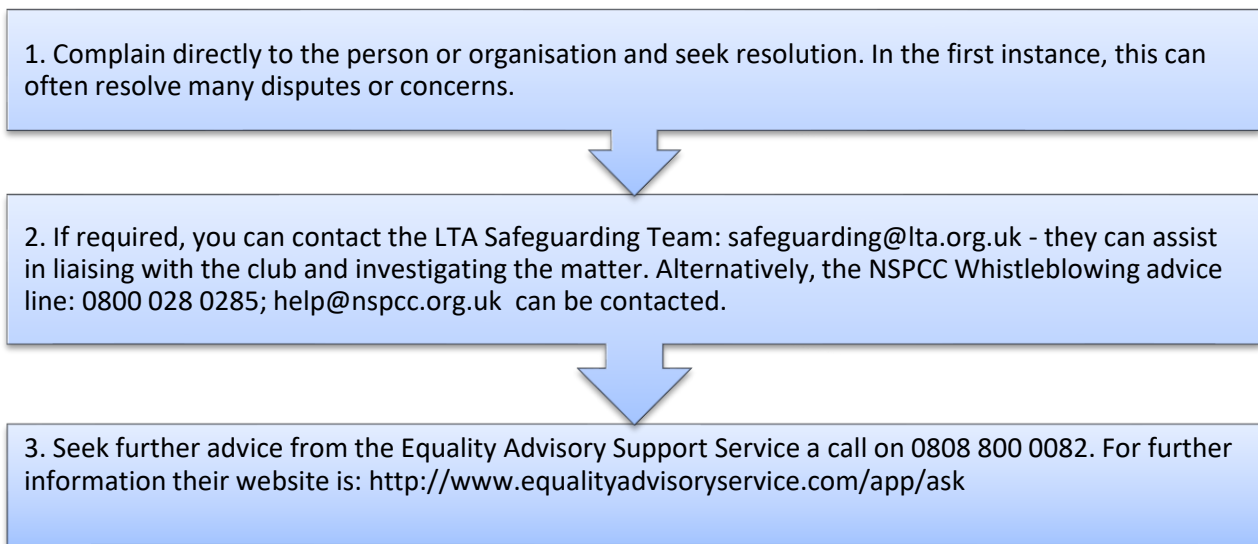 1. Complain directly to the person or organisation and seek resolution. In the first instance, this can
often resolve many disputes or concerns.
2. If required, you can contact the LTA Safeguarding Team: safeguarding@lta.org.uk - they can assist
in liaising with the club and investigating the matter. Alternatively, the NSPCC Whistleblowing advice
line: 0800 028 0285; help@nspcc.org.uk  can be contacted.
3. Seek further advice from the Equality Advisory Support Service a call on 0808 800 0082. For further
information their website is: http://www.equalityadvisoryservice.com/app/ask